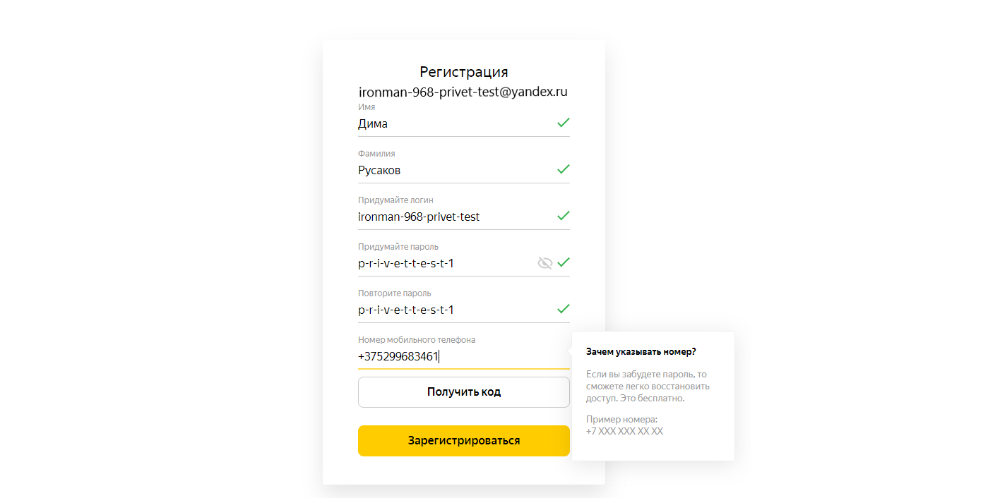 Регистрация
ironman-968-privet-test@yandex.ru
Имя
Дима
Фамилия
Русаков
Придумайте логин
ironman-968-privet-test
Придумайте пароль
p-r-i-v-e-t-t-e-s-t-1
Повторите пароль
p-r-i-v-e-t-t-e-s-t-1
Номер мобильного телефона
+375299683461
Получить код
Зарегистрироваться
Зачем указывать номер?
Если вы забудете пароль, то
сможете легко восстановить
доступ. Это бесплатно.
Пример номера:
+7 XXX XXX XX XX